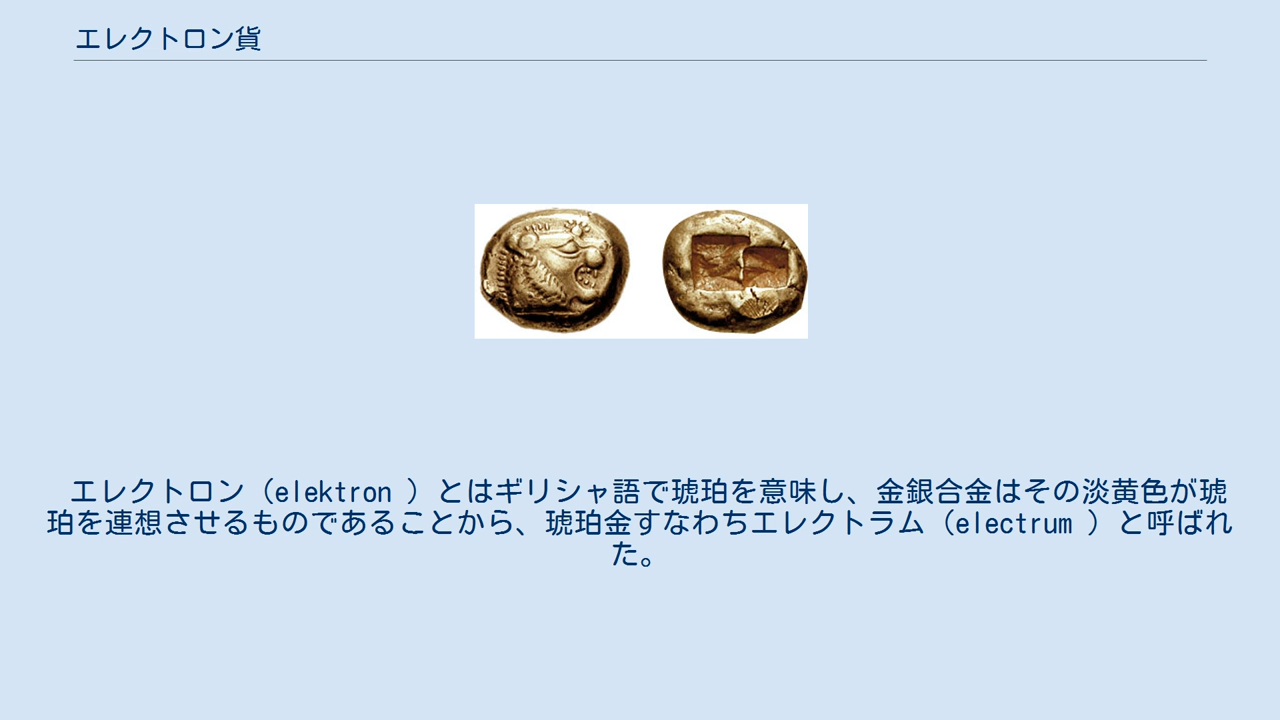 エレクトロン貨
エレクトロン（elektron ）とはギリシャ語で琥珀を意味し、金銀合金はその淡黄色が琥
珀を連想させるものであることから、琥珀金すなわちエレクトラム（electrum ）と呼ばれ
た。